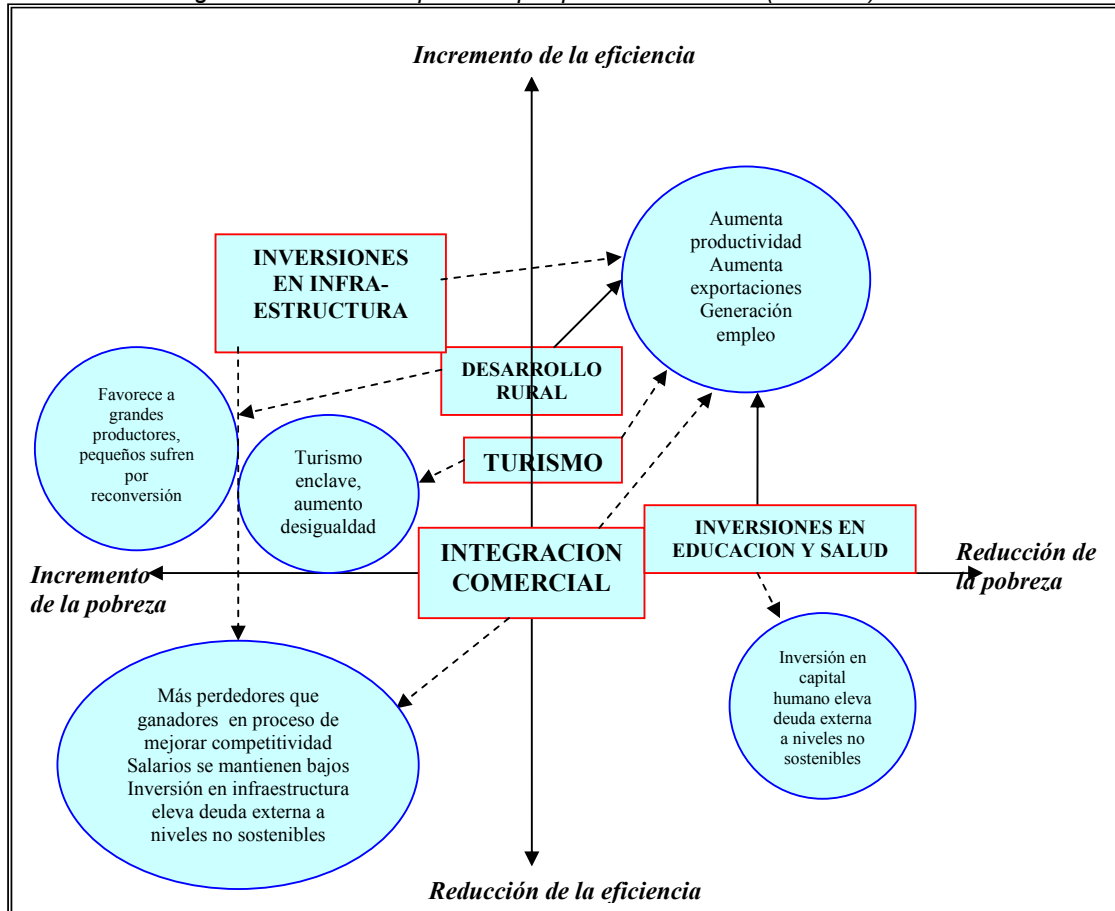 Incremento de la eficiencia
Aumenta
productividad
Aumenta
exportaciones
Generación
empleo
INVERSIONES
EN INFRA-
ESTRUCTURA
DESARROLLO
RURAL
Favorece a
grandes
productores,
pequeños sufren
por
reconversión
Turismo
enclave,
aumento
desigualdad
TURISMO
INTEGRACION
COMERCIAL
INVERSIONES EN
EDUCACION Y SALUD
Incremento
de la pobreza
Reducción de
la pobreza
Más perdedores que
ganadores en proceso de
mejorar competitividad
Salarios se mantienen bajos
Inversión en infraestructura
eleva deuda externa a
niveles no sostenibles
Inversión en
capital
humano eleva
deuda externa
a niveles no
sostenibles
Reducción de la eficiencia